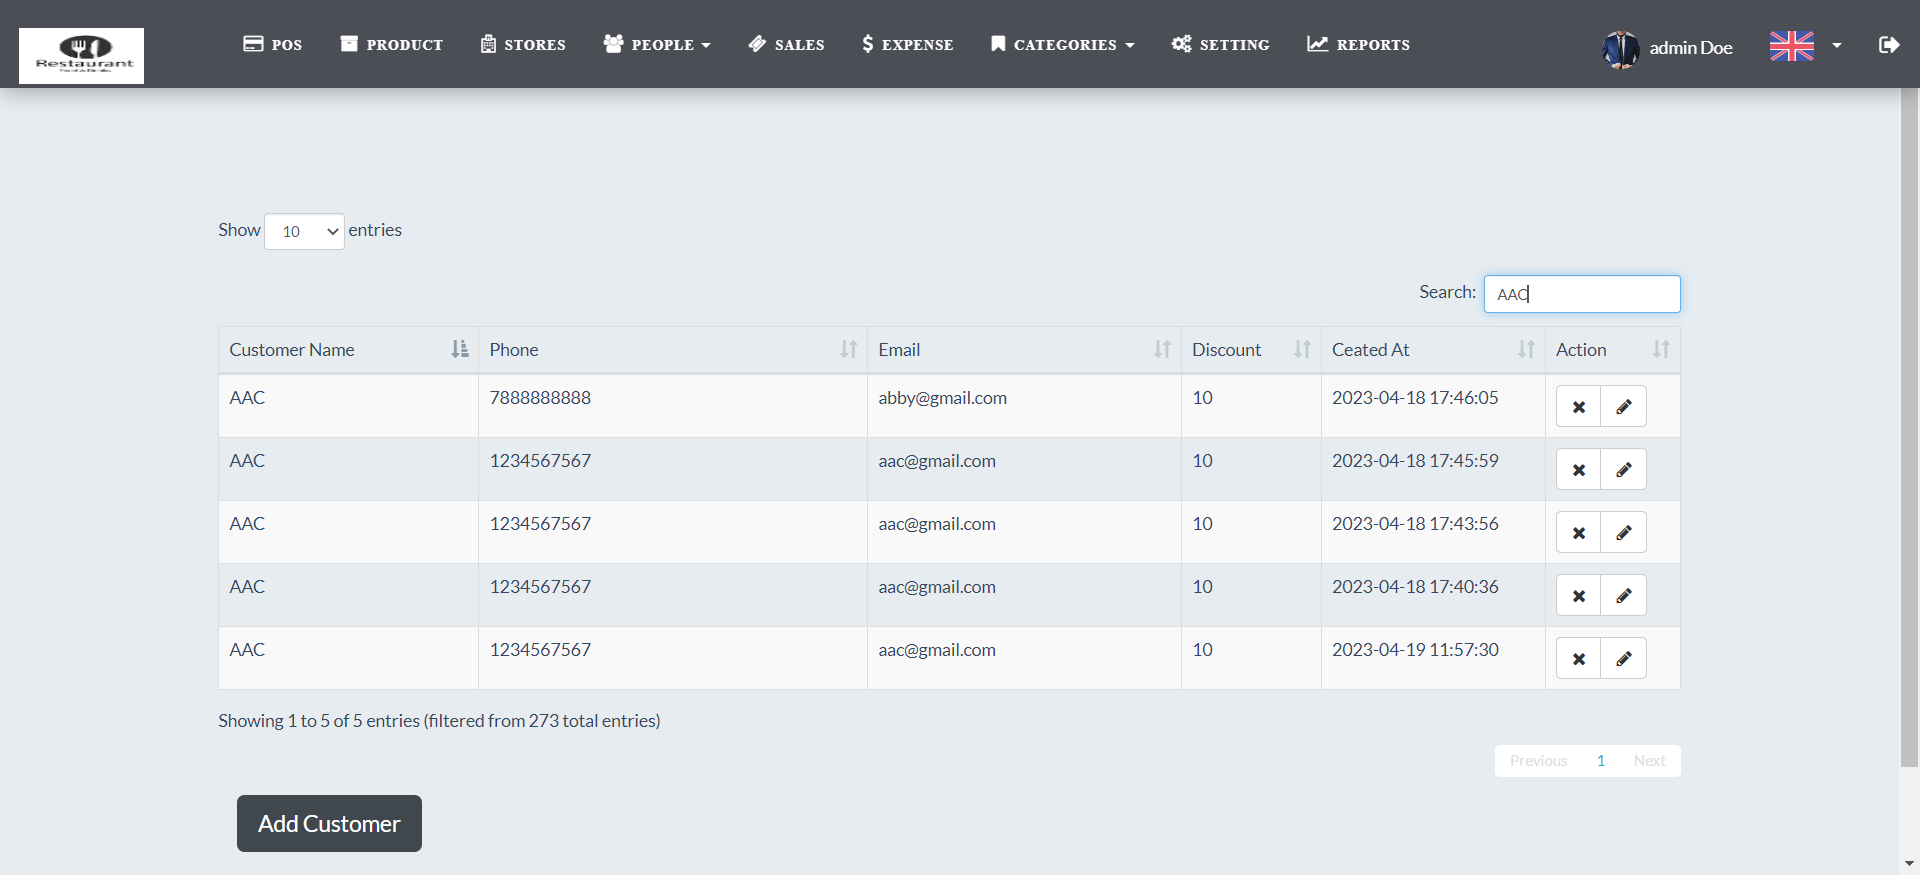 Restaurant
POS PRODUCT STORES PEOPLE SALES EXPENSE CATEGORIES SETTING REPORTS admin Doe
Show 10 entries
Search: AAC
Customer Name Phone Email Discount Ceated At Action
AAC 7888888888 abby@gmail.com 10 2023-04-18 17:46:05
AAC 1234567567 aac@gmail.com 10 2023-04-18 17:45:59
AAC 1234567567 aac@gmail.com 10 2023-04-18 17:43:56
AAC 1234567567 aac@gmail.com 10 2023-04-18 17:40:36
AAC 1234567567 aac@gmail.com 10 2023-04-19 11:57:30
Showing 1 to 5 of 5 entries (filtered from 273 total entries)
Previous 1 Next
Add Customer